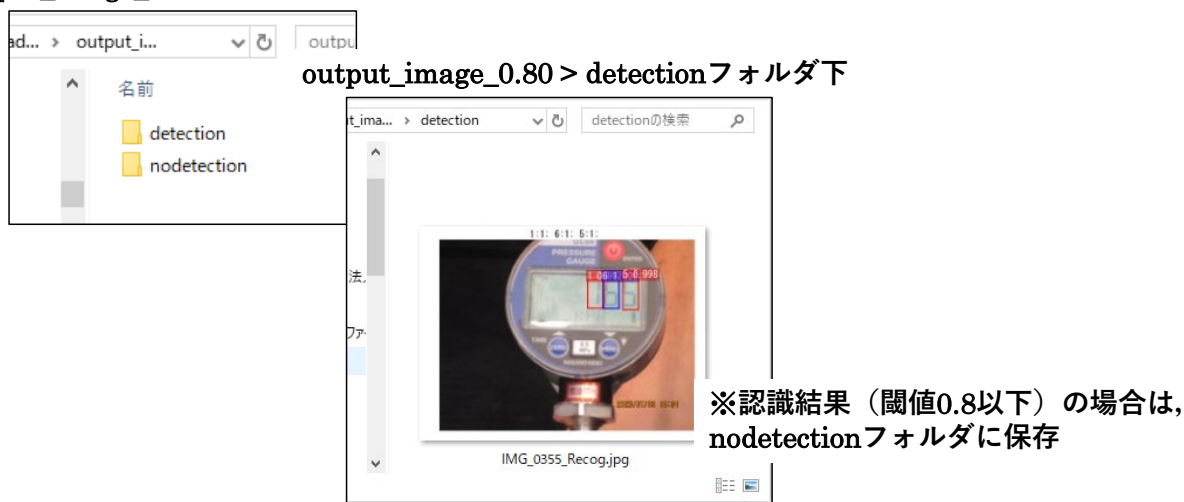 ad... > output_i...
名前
detection
nodetection
output_image_0.80 > detectionフォルダ下
t_ima... > detection
detectionの検索
法
1:1: 6:1: 5:1:
PRESSURE
GAUGE
5 0.998
IMG_0355_Recog.jpg
※認識結果（閾値0.8以下）の場合は,
nodetectionフォルダに保存